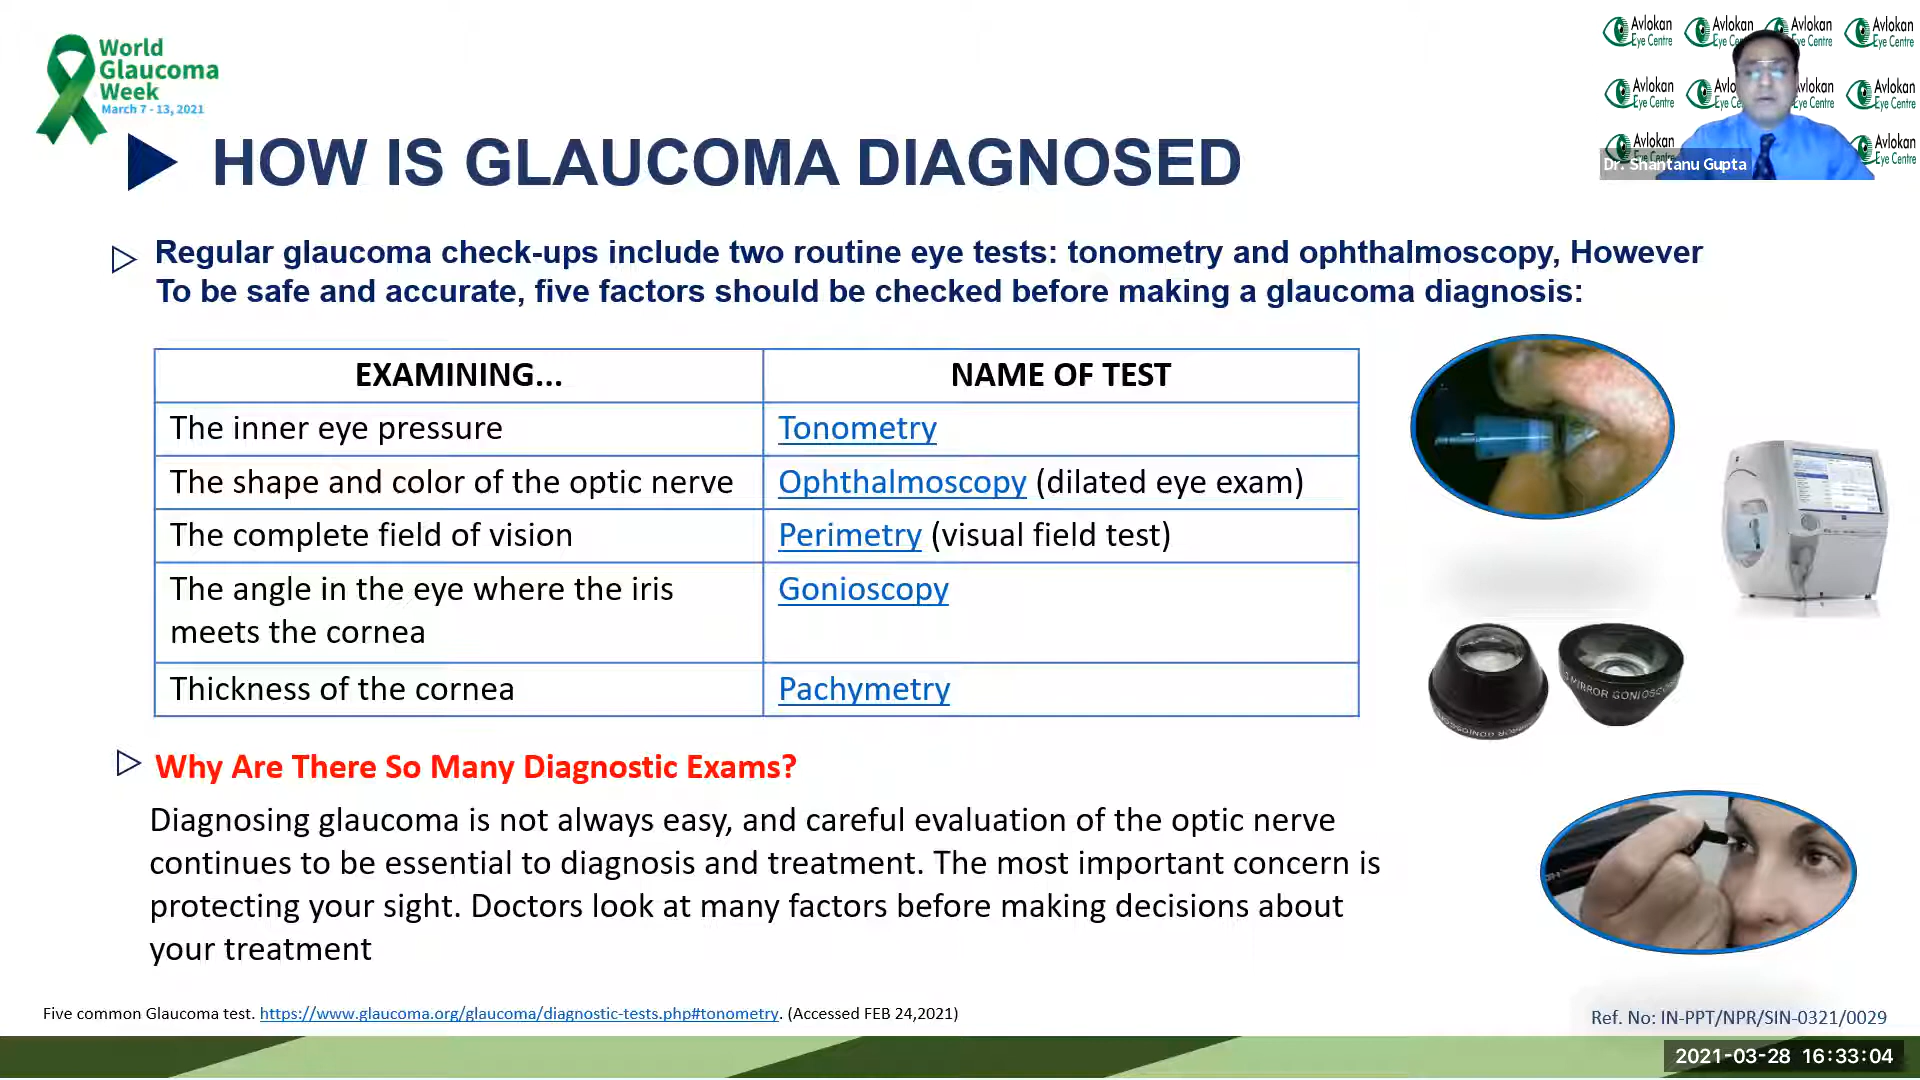 World
Glaucoma
Week
March 7 - 13, 2021
Avlokan Avlokan Avlokan Avlokan
Eye Centre Eye Ce Centre Eye Centre
Avlokan Avlo Avlokan Avlokan
Eye Centre Eye Ce Eye Centre Eye Centre
Avlokan Avlokan
Eye Centre Eye Centre
Dr. Shantanu Gupta
HOW IS GLAUCOMA DIAGNOSED
Regular glaucoma check-ups include two routine eye tests: tonometry and ophthalmoscopy, However
To be safe and accurate, five factors should be checked before making a glaucoma diagnosis:
EXAMINING... NAME OF TEST
The inner eye pressure Tonometry
The shape and color of the optic nerve Ophthalmoscopy (dilated eye exam)
The complete field of vision Perimetry (visual field test)
The angle in the eye where the iris Gonioscopy
meets the cornea
Thickness of the cornea Pachymetry
MIRROR GONIOSC
Why Are There So Many Diagnostic Exams?
Diagnosing glaucoma is not always easy, and careful evaluation of the optic nerve
continues to be essential to diagnosis and treatment. The most important concern is
protecting your sight. Doctors look at many factors before making decisions about
your treatment
Five common Glaucoma test. https://www.glaucoma.org/glaucoma/diagnostic-tests.php#tonometry. (Accessed FEB 24,2021)
Ref. No: IN-PPT/NPR/SIN-0321/0029
2021-03-28 16:33:04